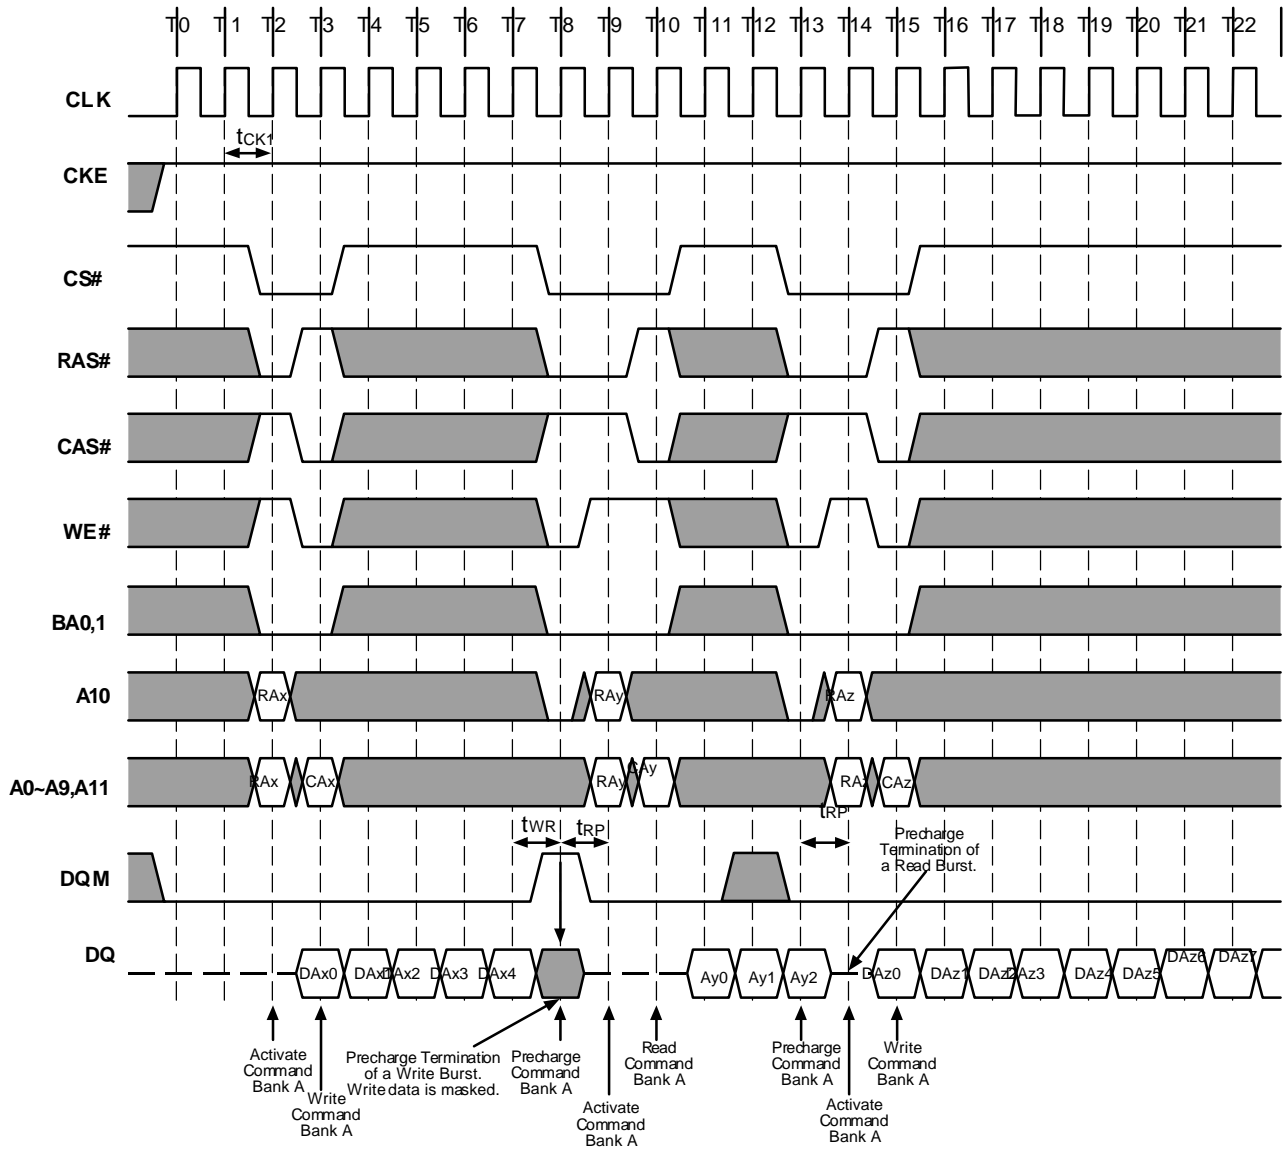 T0 T1 T2 T3 T4 T5 T6 T7 T8 T9 T10 T11 T12 T13 T14 T15 T16 T17 T18 T19 T20 T21 T22
CLK
tCK1
CKE
CS#
RAS#
CAS#
WE#
BA0,1
A10
RAx RAy RAz
A0~A9,A11
RAx CAx RAy CAy RAz CAz
tWR tRP tRP
Precharge
Termination of
a Read Burst.
DQM
DQ
DAx0 DAx1 DAx2 DAx3 DAx4 Ay0 Ay1 Ay2 DAz0 DAz1 DAz2 DAz3 DAz4 DAz5 DAz6 DAz7
Activate
Command
Bank A
Write
Command
Bank A
Precharge Termination
of a Write Burst.
Write data is masked.
Precharge
Command
Bank A
Activate
Command
Bank A
Read
Command
Bank A
Precharge
Command
Bank A
Activate
Command
Bank A
Write
Command
Bank A